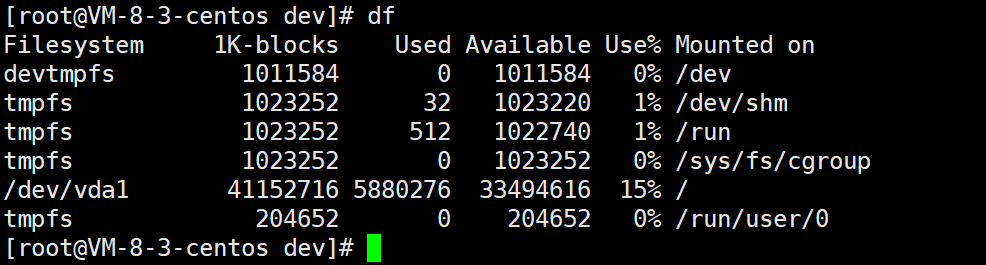 [root@VM-8-3-centos dev]# df
Filesystem     1K-blocks    Used Available Use% Mounted on
devtmpfs         1011584       0   1011584   0% /dev
tmpfs            1023252      32   1023220   1% /dev/shm
tmpfs            1023252     512   1022740   1% /run
tmpfs            1023252       0   1023252   0% /sys/fs/cgroup
/dev/vda1       41152716 5880276  33494616  15% /
tmpfs             204652       0    204652   0% /run/user/0
[root@VM-8-3-centos dev]#